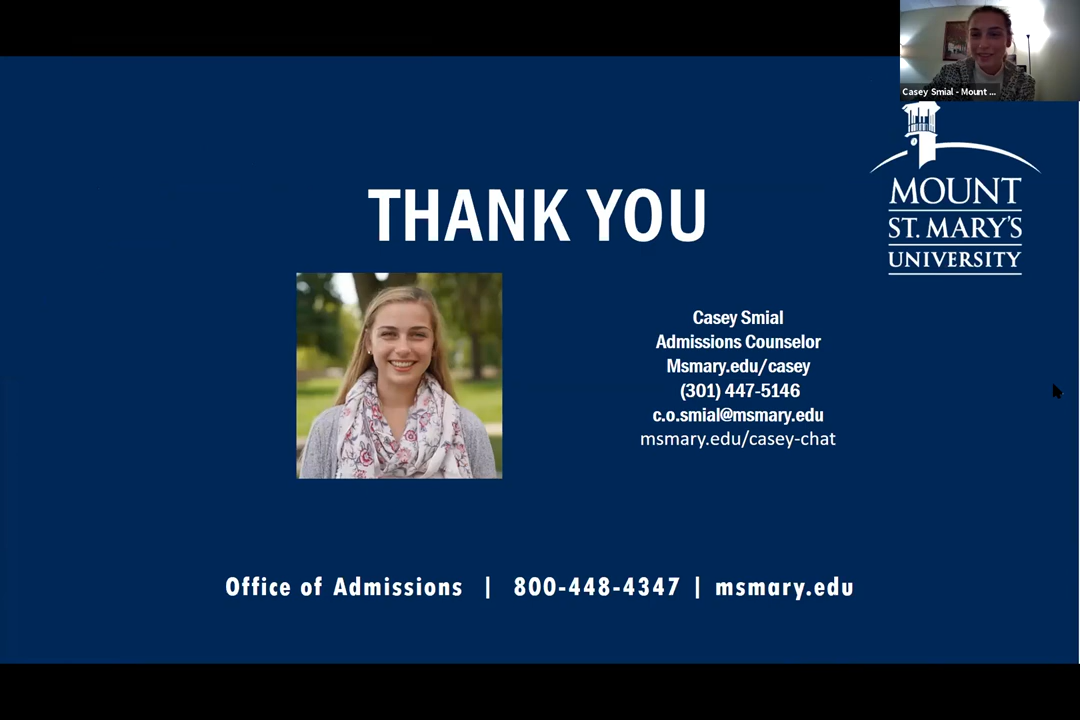 Casey Smial - Mount ...
MOUNT
ST. MARY'S
UNIVERSITY
THANK YOU
Casey Smial
Admissions Counselor
Msmary.edu/casey
(301) 447-5146
c.o.smial@msmary.edu
msmary.edu/casey-chat
Office of Admissions | 800-448-4347 | msmary.edu